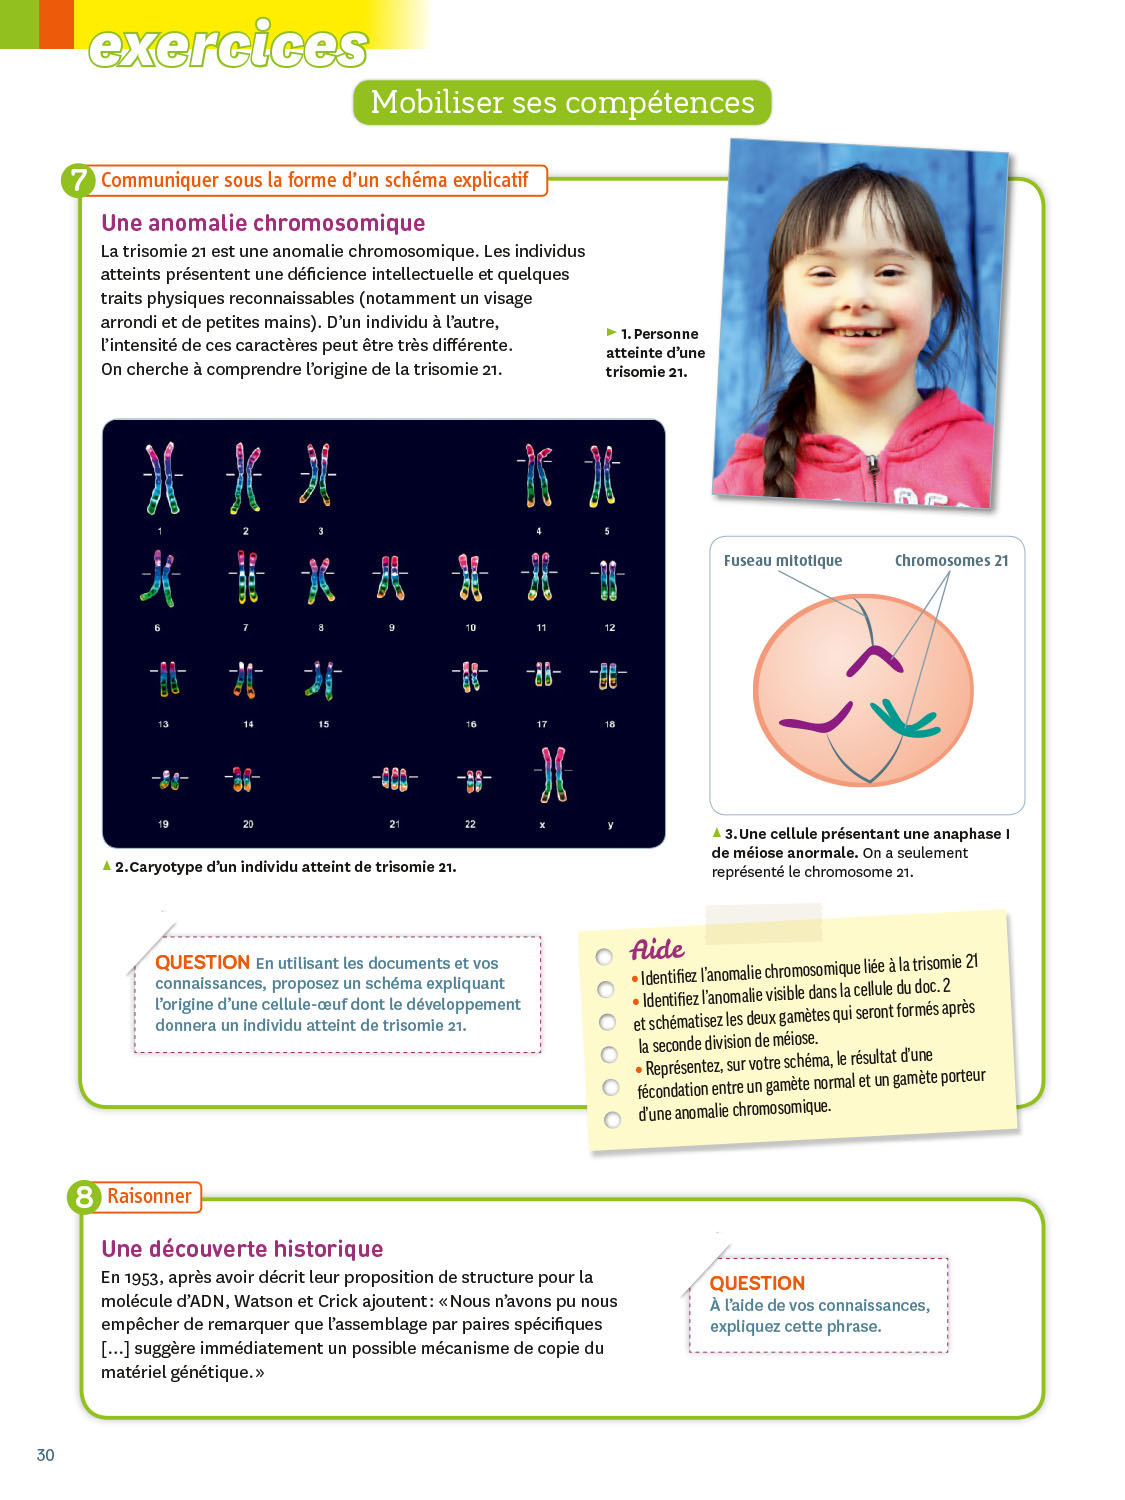 exercices
Mobiliser ses compétences
7 Communiquer sous la forme d'un schéma explicatif
Une anomalie chromosomique
La trisomie 21 est une anomalie chromosomique. Les individus
atteints présentent une déficience intellectuelle et quelques
traits physiques reconnaissables (notamment un visage
arrondi et de petites mains). D'un individu à l'autre,
l'intensité de ces caractères peut être très différente.
On cherche à comprendre l'origine de la trisomie 21.
1. Personne
atteinte d'une
trisomie 21.
1 2 3 4 5
6 7 8 9 10 11 12
13 14 15 16 17 18
19 20 21 22 x y
2. Caryotype d'un individu atteint de trisomie 21.
Fuseau mitotique Chromosomes 21
3. Une cellule présentant une anaphase I
de méiose anormale. On a seulement
représenté le chromosome 21.
QUESTION En utilisant les documents et vos
connaissances, proposez un schéma expliquant
l'origine d'une cellule-œuf dont le développement
donnera un individu atteint de trisomie 21.
Aide
• Identifiez l'anomalie chromosomique liée à la trisomie 21
• Identifiez l'anomalie visible dans la cellule du doc. 2
et schématisez les deux gamètes qui seront formés après
la seconde division de méiose.
• Représentez, sur votre schéma, le résultat d'une
fécondation entre un gamète normal et un gamète porteur
d'une anomalie chromosomique.
8 Raisonner
Une découverte historique
En 1953, après avoir décrit leur proposition de structure pour la
molécule d'ADN, Watson et Crick ajoutent : « Nous n'avons pu nous
empêcher de remarquer que l'assemblage par paires spécifiques
[...] suggère immédiatement un possible mécanisme de copie du
matériel génétique. »
QUESTION
À l'aide de vos connaissances,
expliquez cette phrase.
30